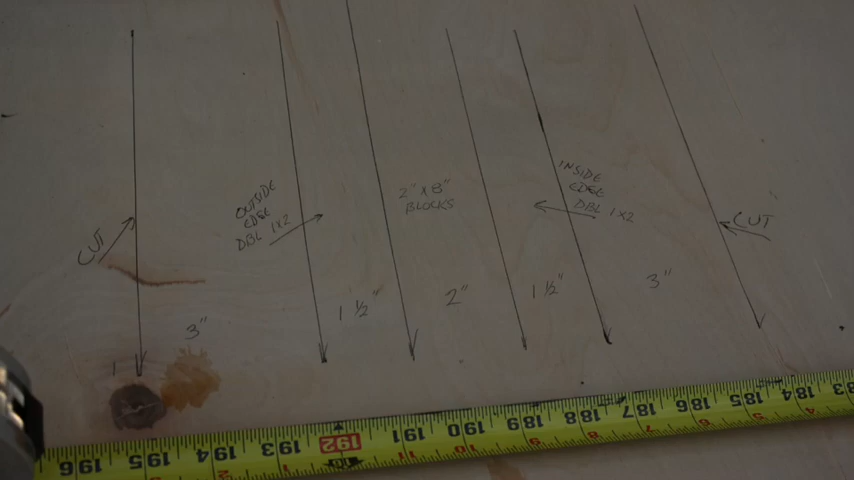 OUTSIDE
EDGE
DBL 1x2
2" x 8"
BLOCKS
INSIDE
EDGE
DBL 1x2
CUT
CUT
3"
1 1/2"
2"
1 1/2"
3"
196 195 194 193 192 191 190 189 188 187 186 185 184